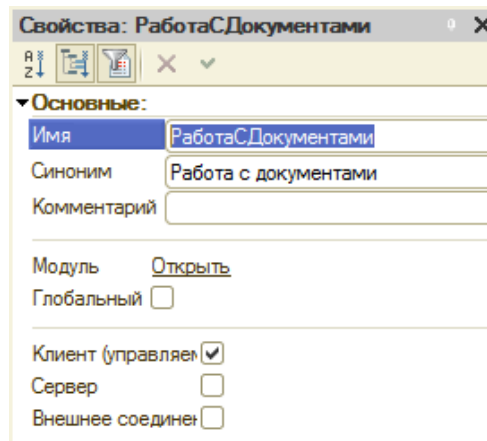 Свойства: РаботаСДокументами
Основные:
Имя РаботаСДокументами
Синоним Работа с документами
Комментарий
Модуль Открыть
Глобальный
Клиент (управляем
Сервер
Внешнее соединен